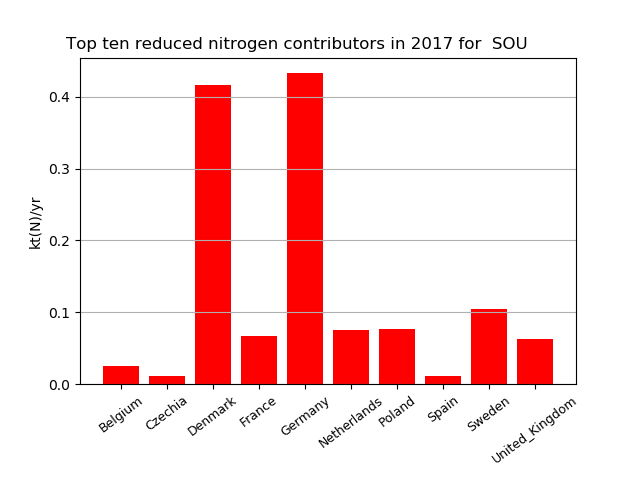 Top ten reduced nitrogen contributors in 2017 for  SOU
kt(N)/yr
0.4
0.3
0.2
0.1
0.0
Belgium
Czechia
Denmark
France
Germany
Netherlands
Poland
Spain
Sweden
United_Kingdom